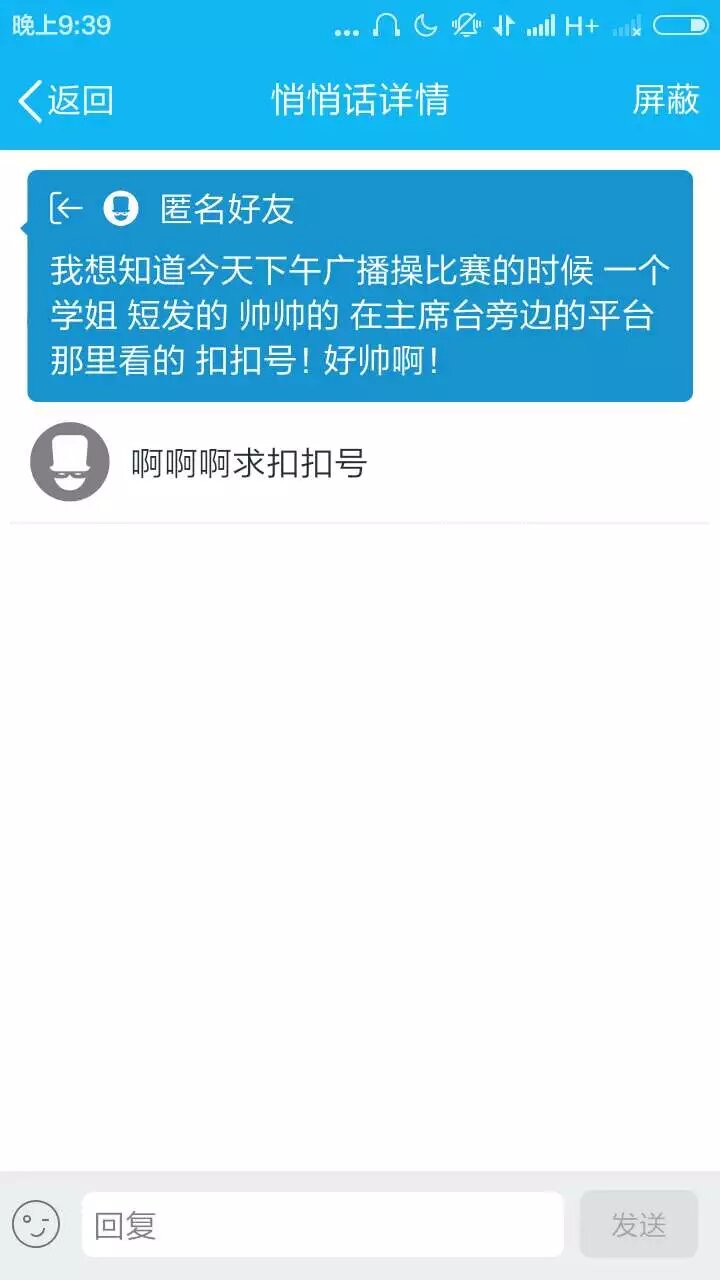 晚上9:39
H+
返回
悄悄话详情
屏蔽
匿名好友
我想知道今天下午广播操比赛的时候 一个
学姐 短发的 帅帅的 在主席台旁边的平台
那里看的 扣扣号！好帅啊！
啊啊啊求扣扣号
回复
发送